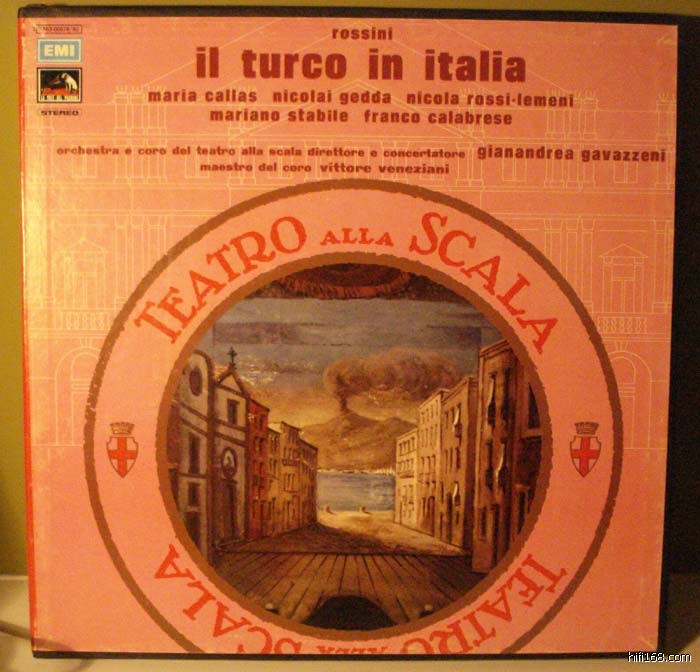 rossini
EMI
il turco in italia
STEREO
maria callas nicolai gedda nicola rossi-lemeni
mariano stabile franco calabrese
orchestra e coro del teatro alla scala direttore e concertatore gianandrea gavazzeni
maestro del coro vittore veneziani
TEATRO ALLA SCALA
TEATRO ALLA SCALA
hifi168.com